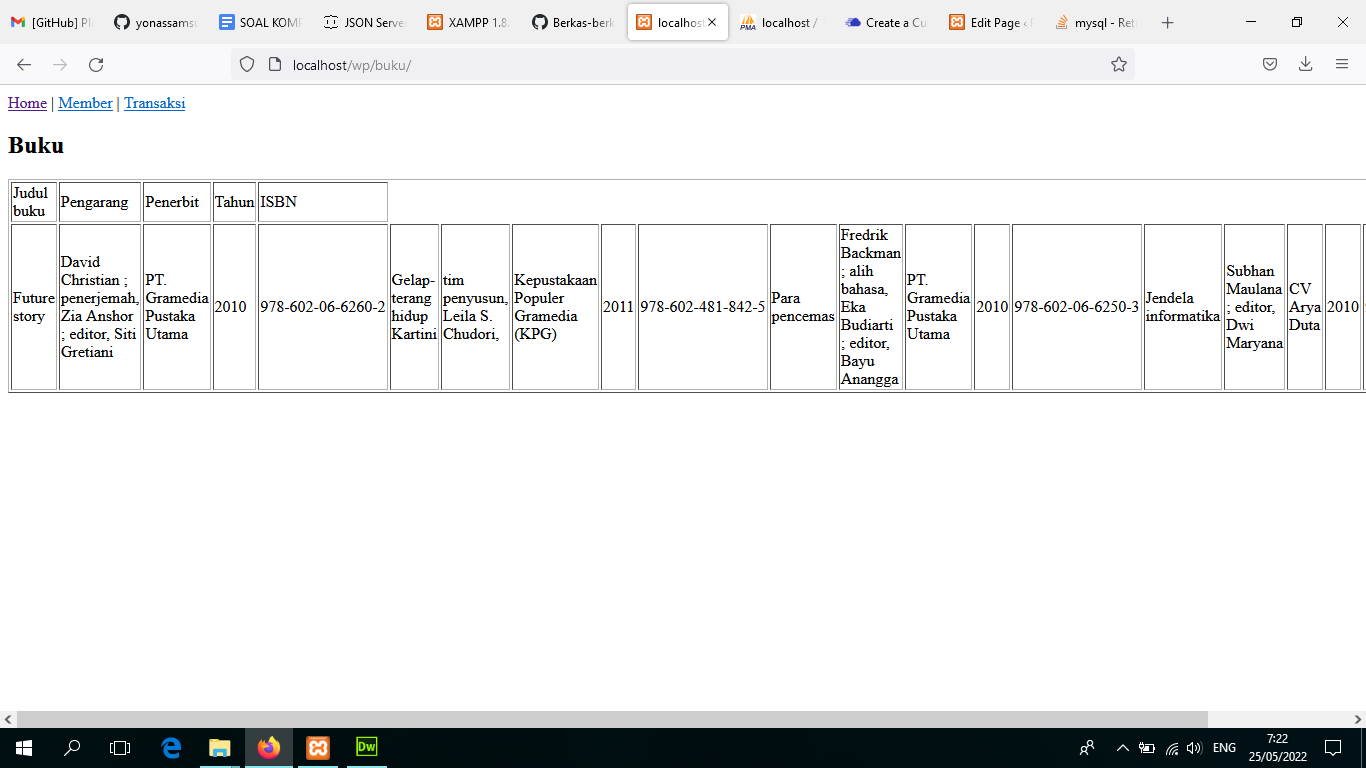 [GitHub] Pl
yonassamsu
SOAL KOMP
JSON Server
XAMPP 1.8.
Berkas-berk
localhost
localhost /
Create a Cu
Edit Page ‹
mysql - Ret
localhost/wp/buku/
Home | Member | Transaksi
Buku
Judul
buku
Pengarang
Penerbit
Tahun
ISBN
Future
story
David
Christian ;
penerjemah,
Zia Anshor
; editor, Siti
Gretiani
PT.
Gramedia
Pustaka
Utama
2010
978-602-06-6260-2
Gelap-
terang
hidup
Kartini
tim
penyusun,
Leila S.
Chudori,
Kepustakaan
Populer
Gramedia
(KPG)
2011
978-602-481-842-5
Para
pencemas
Fredrik
Backman
; alih
bahasa,
Eka
Budiarti
; editor,
Bayu
Anangga
PT.
Gramedia
Pustaka
Utama
2010
978-602-06-6250-3
Jendela
informatika
Subhan
Maulana
; editor,
Dwi
Maryana
CV
Arya
Duta
2010
Dw
ENG
7:22
25/05/2022